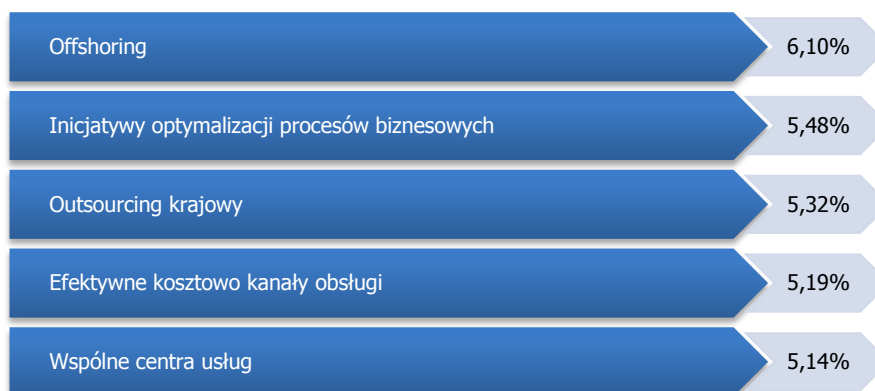 Offshoring 6,10%
Inicjatywy optymalizacji procesów biznesowych 5,48%
Outsourcing krajowy 5,32%
Efektywne kosztowo kanały obsługi 5,19%
Wspólne centra usług 5,14%